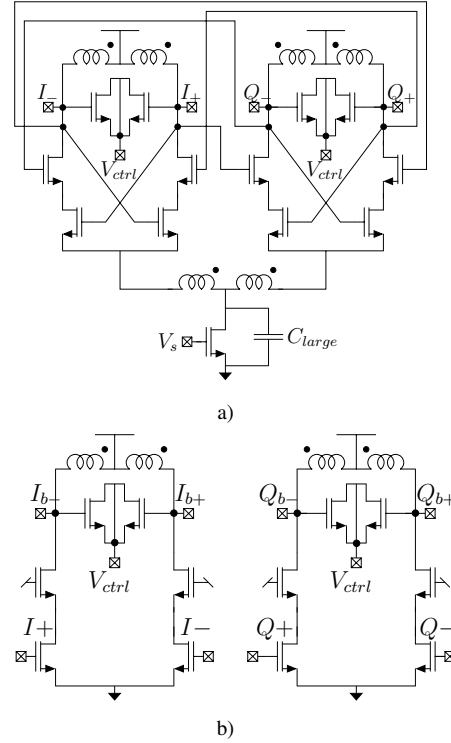 I− I+ Q− Q+
Vctrl Vctrl
Vs Clarge
a)
Ib− Ib+ Qb− Qb+
Vctrl Vctrl
I+ I− Q+ Q−
b)